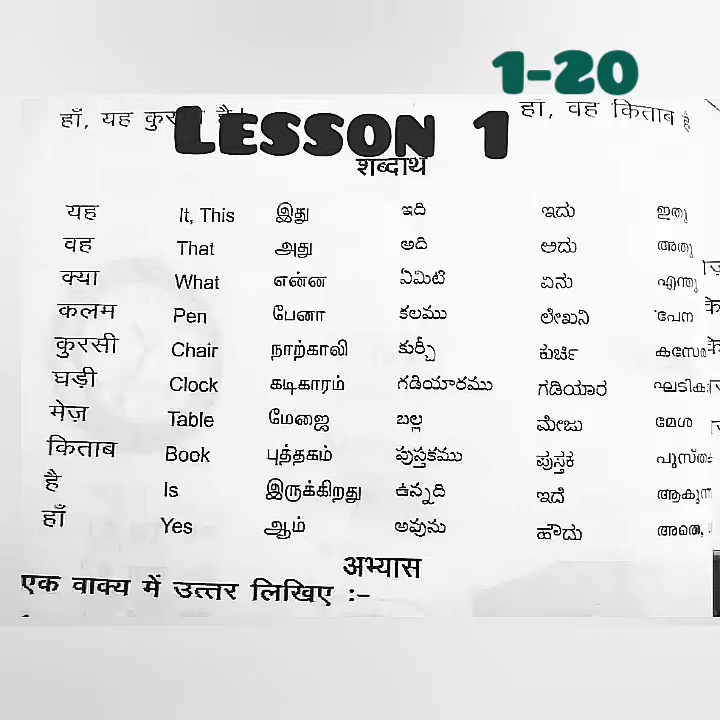 1-20
हाँ, यह कुर है। हाँ, वह किताब है
LESSON 1
शब्दार्थ
यह It, This இது ఇది ಇದು ഇതു
वह That அது అది ಅದು അതു
क्या What என்ன ఏమిటి ಏನು എന്തു
कलम Pen பேனா కలము ಲೇಖನಿ പേന
कुरसी Chair நாற்காலி కుర్చీ ಕುರ್ಚಿ
घड़ी Clock கடிகாரம் గడియారము ಗಡಿಯಾರ
मेज़ Table மேஜை బల్ల ಮೇಜು മേശ
किताब Book புத்தகம் పుస్తకము ಪುಸ್ತಕ
है Is இருக்கிறது ఉన్నది ಇದೆ
हाँ Yes ஆம் అవును ಹೌದು അതെ,
अभ्यास
एक वाक्य में उत्तर लिखिए :-